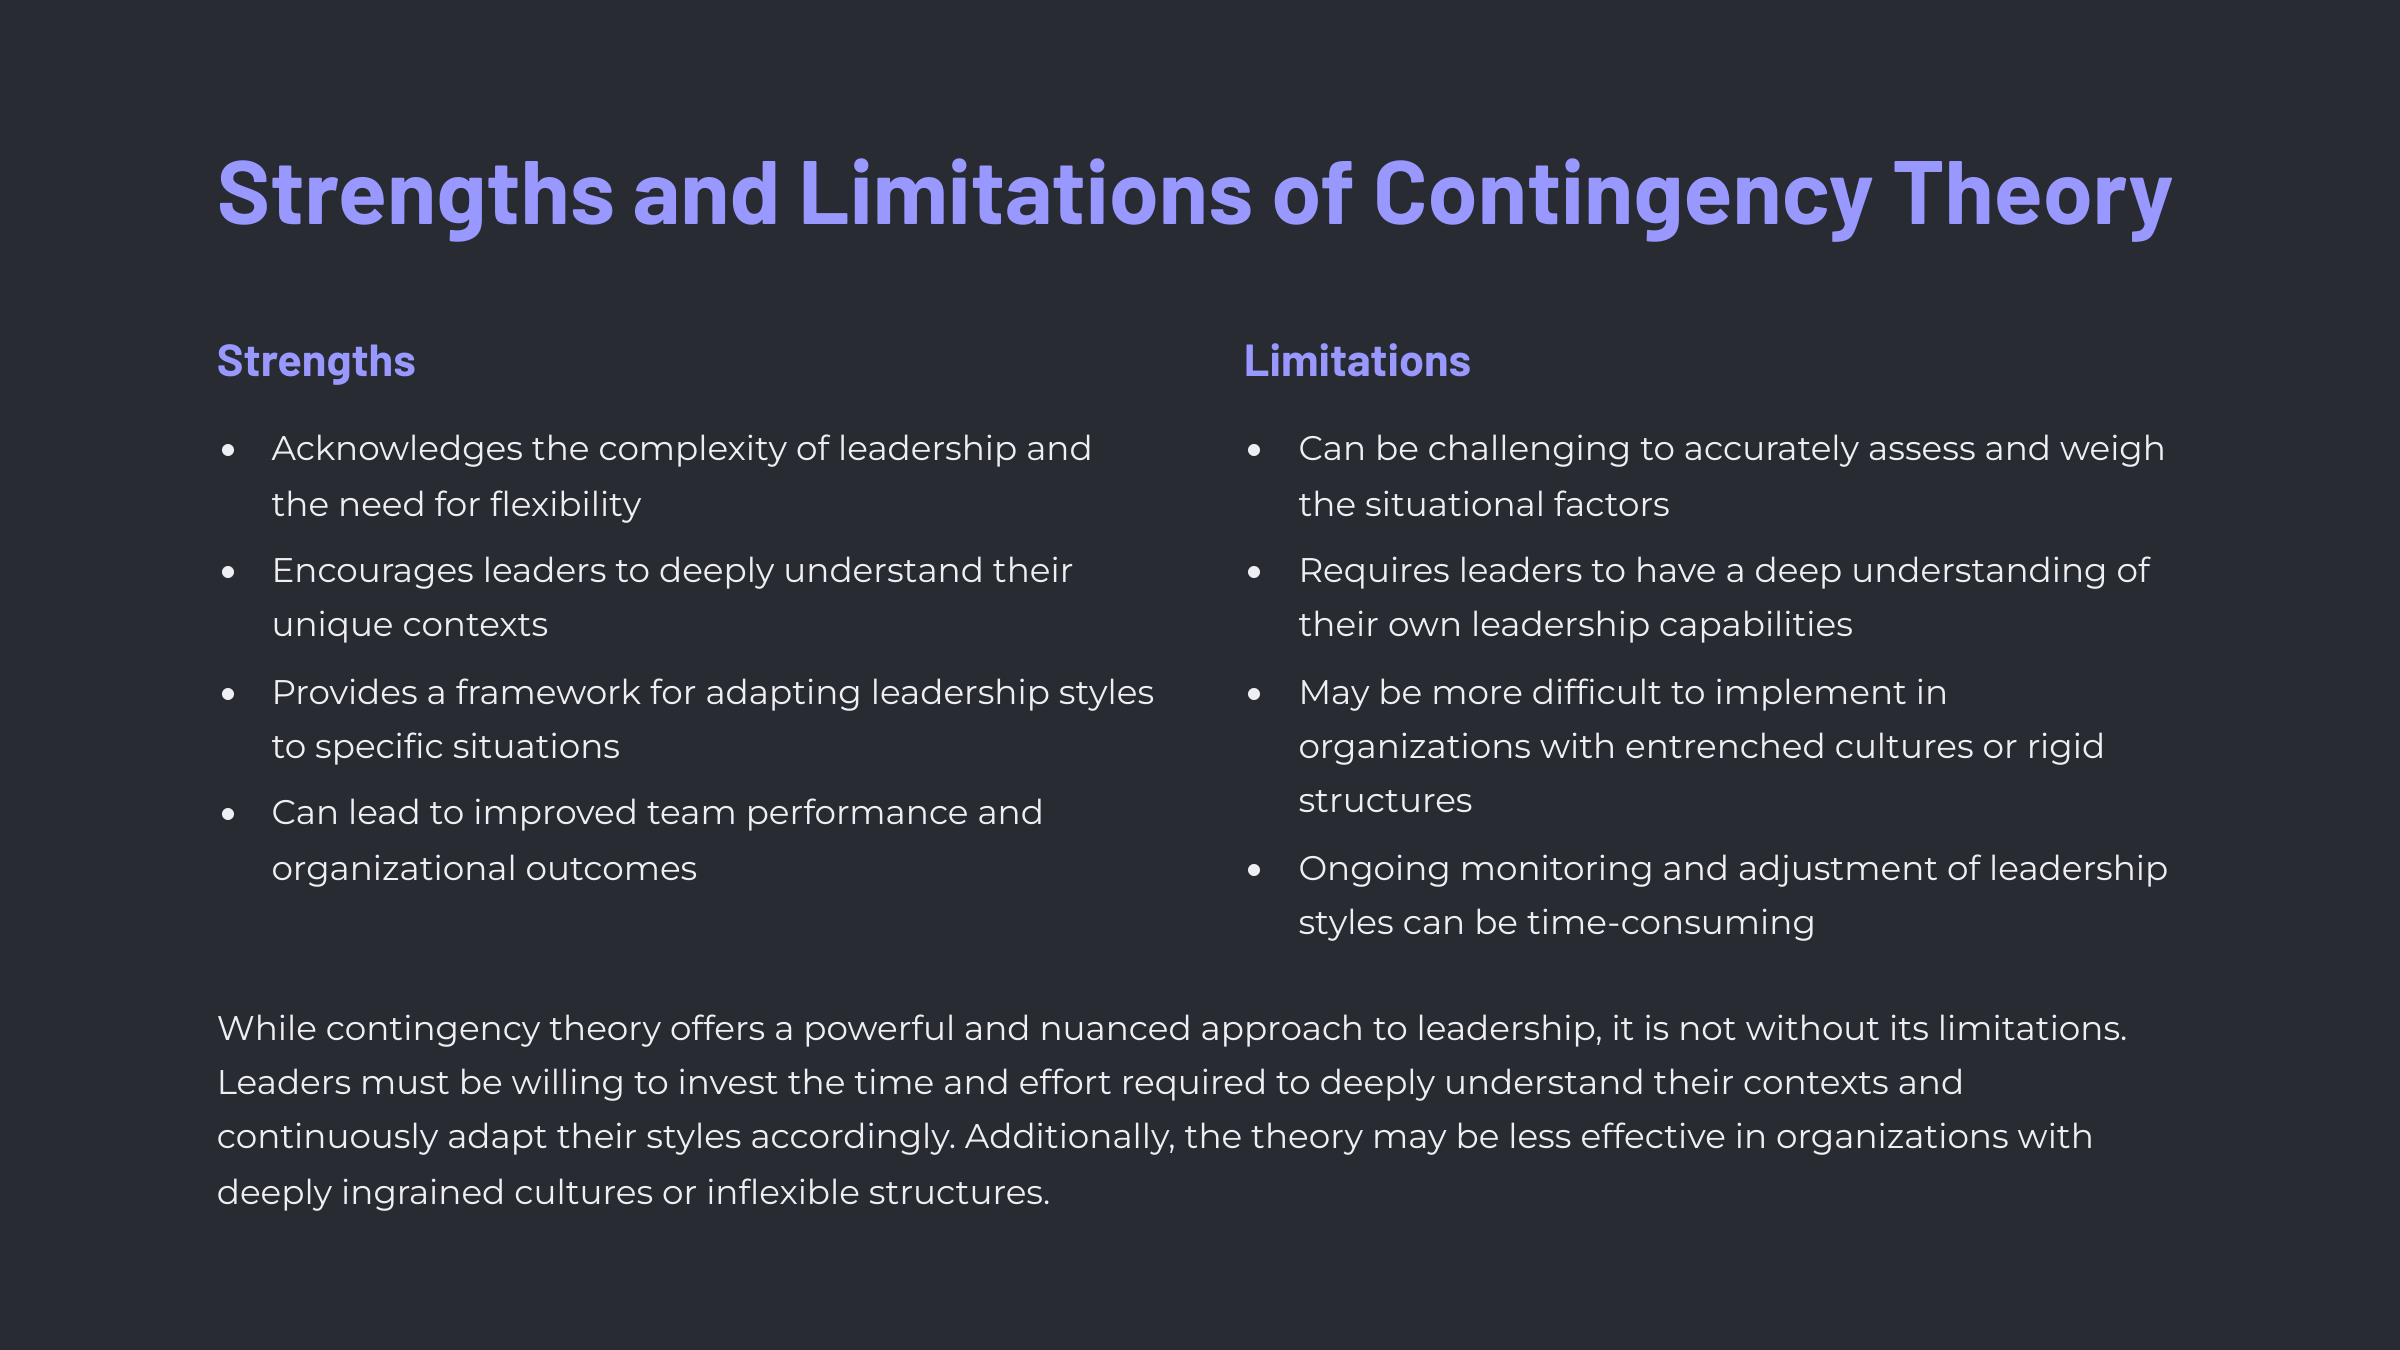 Strengths and Limitations of Contingency Theory
Strengths
• Acknowledges the complexity of leadership and
the need for flexibility
• Encourages leaders to deeply understand their
unique contexts
• Provides a framework for adapting leadership styles
to specific situations
• Can lead to improved team performance and
organizational outcomes
Limitations
• Can be challenging to accurately assess and weigh
the situational factors
• Requires leaders to have a deep understanding of
their own leadership capabilities
• May be more difficult to implement in
organizations with entrenched cultures or rigid
structures
• Ongoing monitoring and adjustment of leadership
styles can be time-consuming
While contingency theory offers a powerful and nuanced approach to leadership, it is not without its limitations.
Leaders must be willing to invest the time and effort required to deeply understand their contexts and
continuously adapt their styles accordingly. Additionally, the theory may be less effective in organizations with
deeply ingrained cultures or inflexible structures.